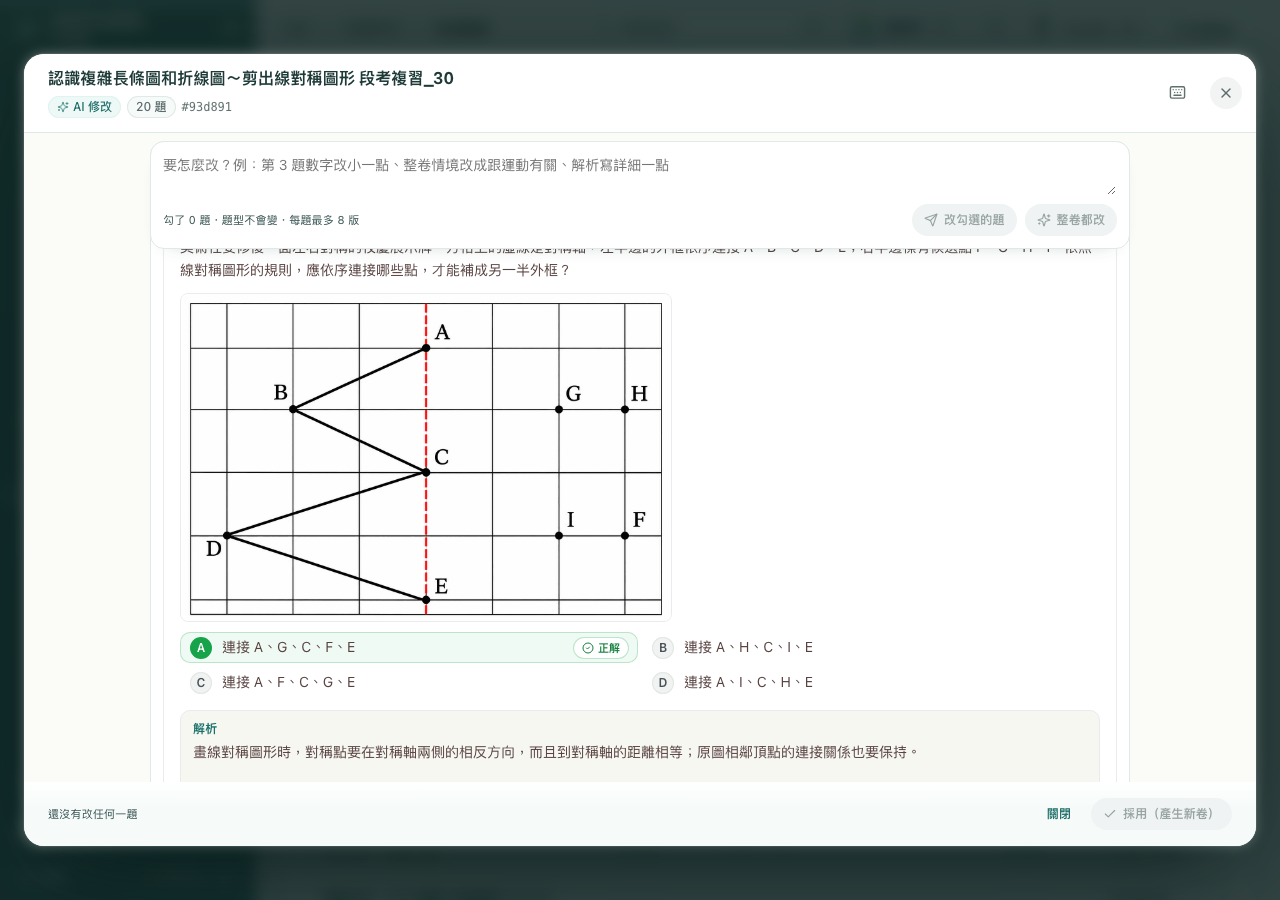 認識複雜長條圖和折線圖～剪出線對稱圖形 段考複習_30
AI 修改
20 題
#93d891
要怎麼改？例：第 3 題數字改小一點、整卷情境改成跟運動有關、解析寫詳細一點
勾了 0 題 · 題型不會變 · 每題最多 8 版
改勾選的題
整卷都改
線對稱圖形的規則，應依序連接哪些點，才能補成另一半外框？
A
B
G
H
C
I
F
D
E
A 連接 A、G、C、F、E
正解
B 連接 A、H、C、I、E
C 連接 A、F、C、G、E
D 連接 A、I、C、H、E
解析
畫線對稱圖形時，對稱點要在對稱軸兩側的相反方向，而且到對稱軸的距離相等；原圖相鄰頂點的連接關係也要保持。
還沒有改任何一題
關閉
採用（產生新卷）